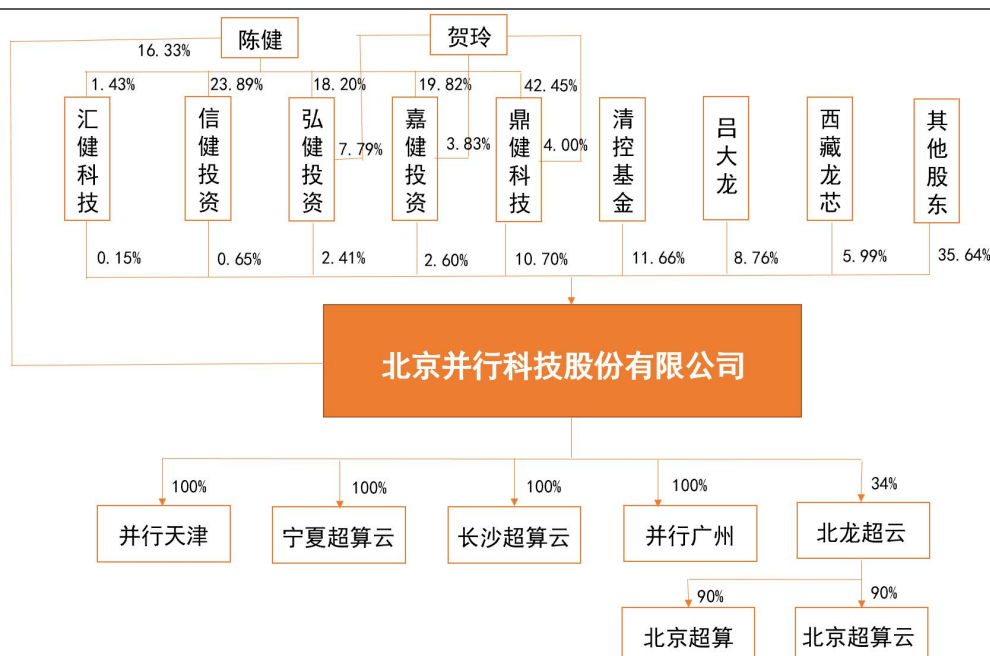 陈健
贺玲
16.33%
1.43%
23.89%
18.20%
19.82%
42.45%
汇健科技
信健投资
弘健投资
嘉健投资
鼎健科技
清控基金
吕大龙
西藏龙芯
其他股东
7.79%
3.83%
4.00%
0.15%
0.65%
2.41%
2.60%
10.70%
11.66%
8.76%
5.99%
35.64%
北京并行科技股份有限公司
100%
100%
100%
100%
34%
并行天津
宁夏超算云
长沙超算云
并行广州
北龙超云
90%
90%
北京超算
北京超算云